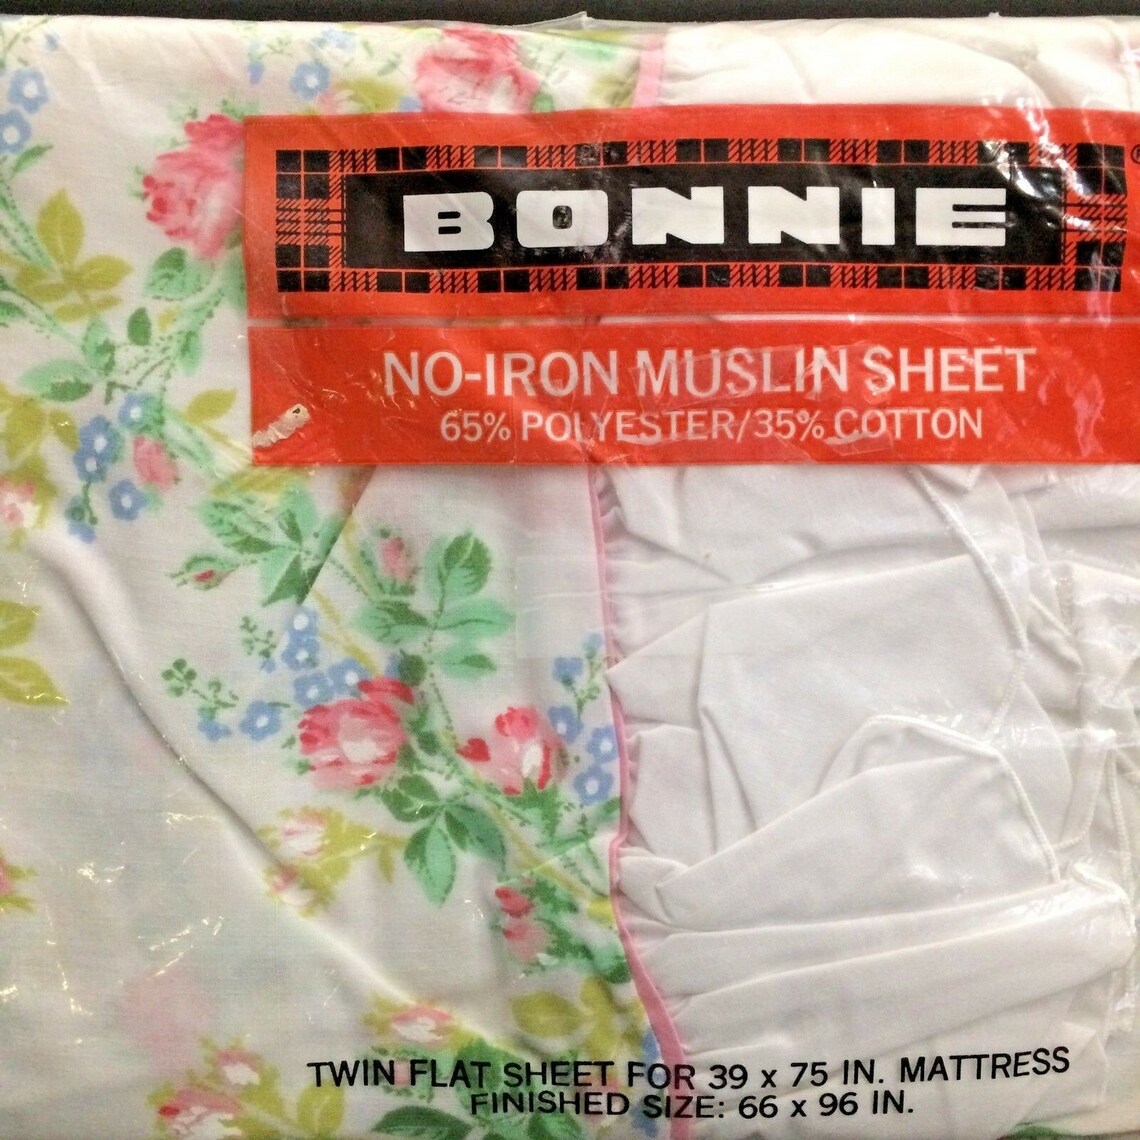 BONNIE®
NO-IRON MUSLIN SHEET
65% POLYESTER/35% COTTON
TWIN FLAT SHEET FOR 39 x 75 IN. MATTRESS
FINISHED SIZE: 66 x 96 IN.